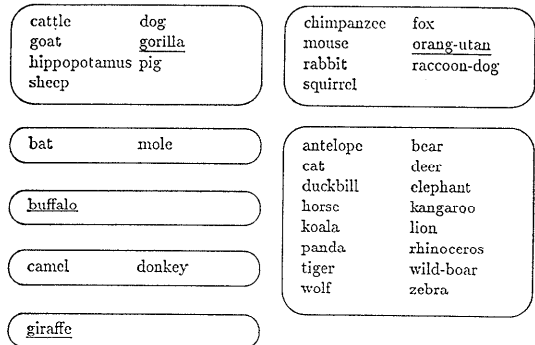 cattle dog
goat gorilla
hippopotamus pig
sheep
bat mole
buffalo
camel donkey
giraffe
chimpanzee fox
mouse orang-utan
rabbit raccoon-dog
squirrel
antelope bear
cat deer
duckbill elephant
horse kangaroo
koala lion
panda rhinoceros
tiger wild-boar
wolf zebra